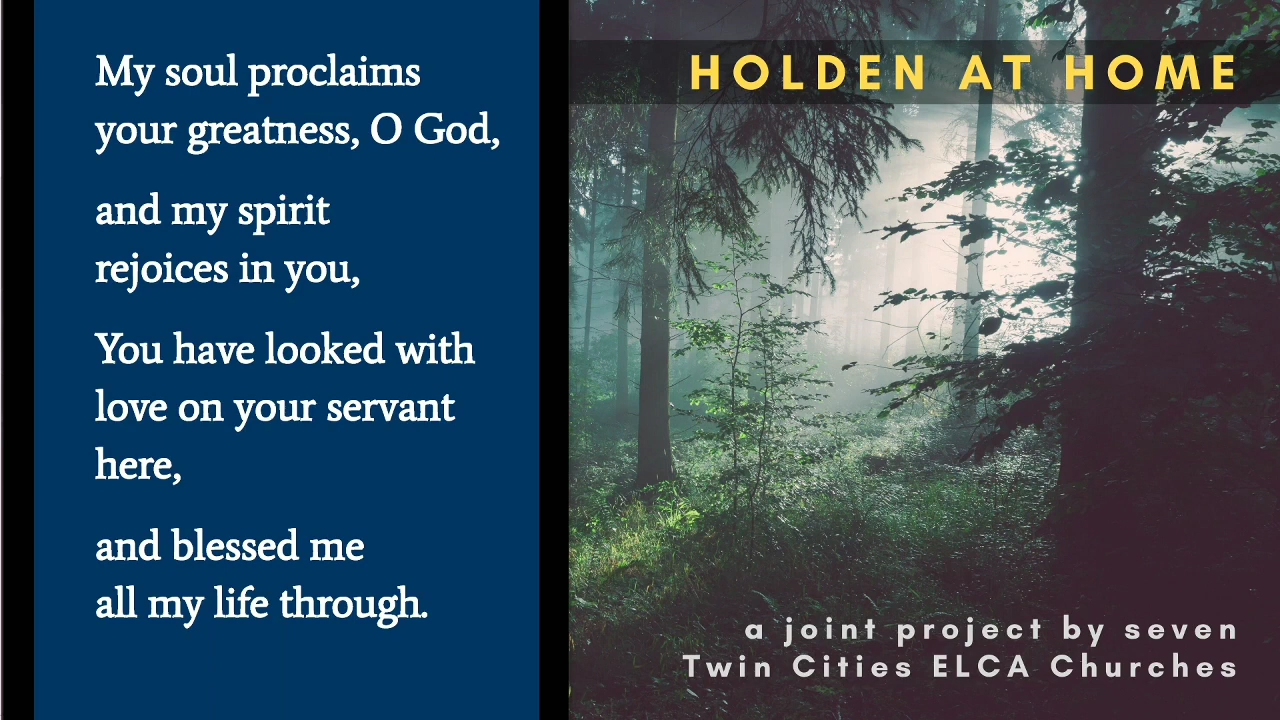 My soul proclaims
your greatness, O God,
and my spirit
rejoices in you,
You have looked with
love on your servant
here,
and blessed me
all my life through.
HOLDEN AT HOME
a joint project by seven
Twin Cities ELCA Churches